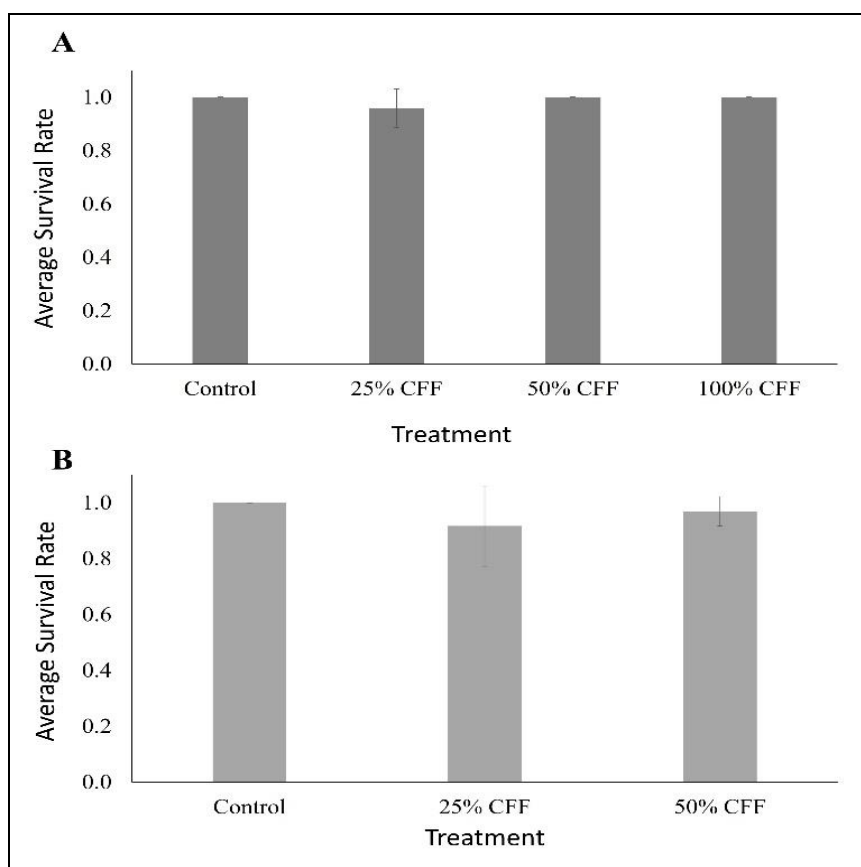 A
Average Survival Rate
1.0
0.8
0.6
0.4
0.2
0.0
Control 25% CFF 50% CFF 100% CFF
Treatment
B
Average Survival Rate
1.0
0.8
0.6
0.4
0.2
0.0
Control 25% CFF 50% CFF
Treatment